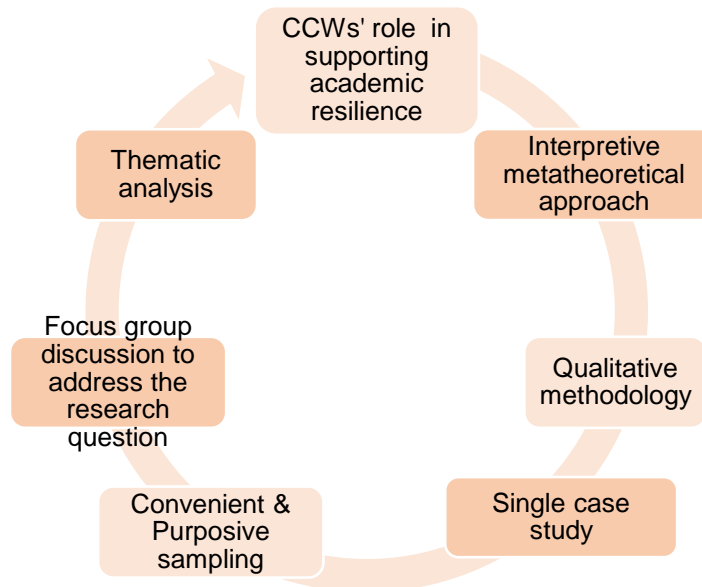 CCWs' role in
supporting
academic
resilience
Interpretive
metatheoretical
approach
Qualitative
methodology
Single case
study
Convenient &
Purposive
sampling
Focus group
discussion to
address the
research
question
Thematic
analysis